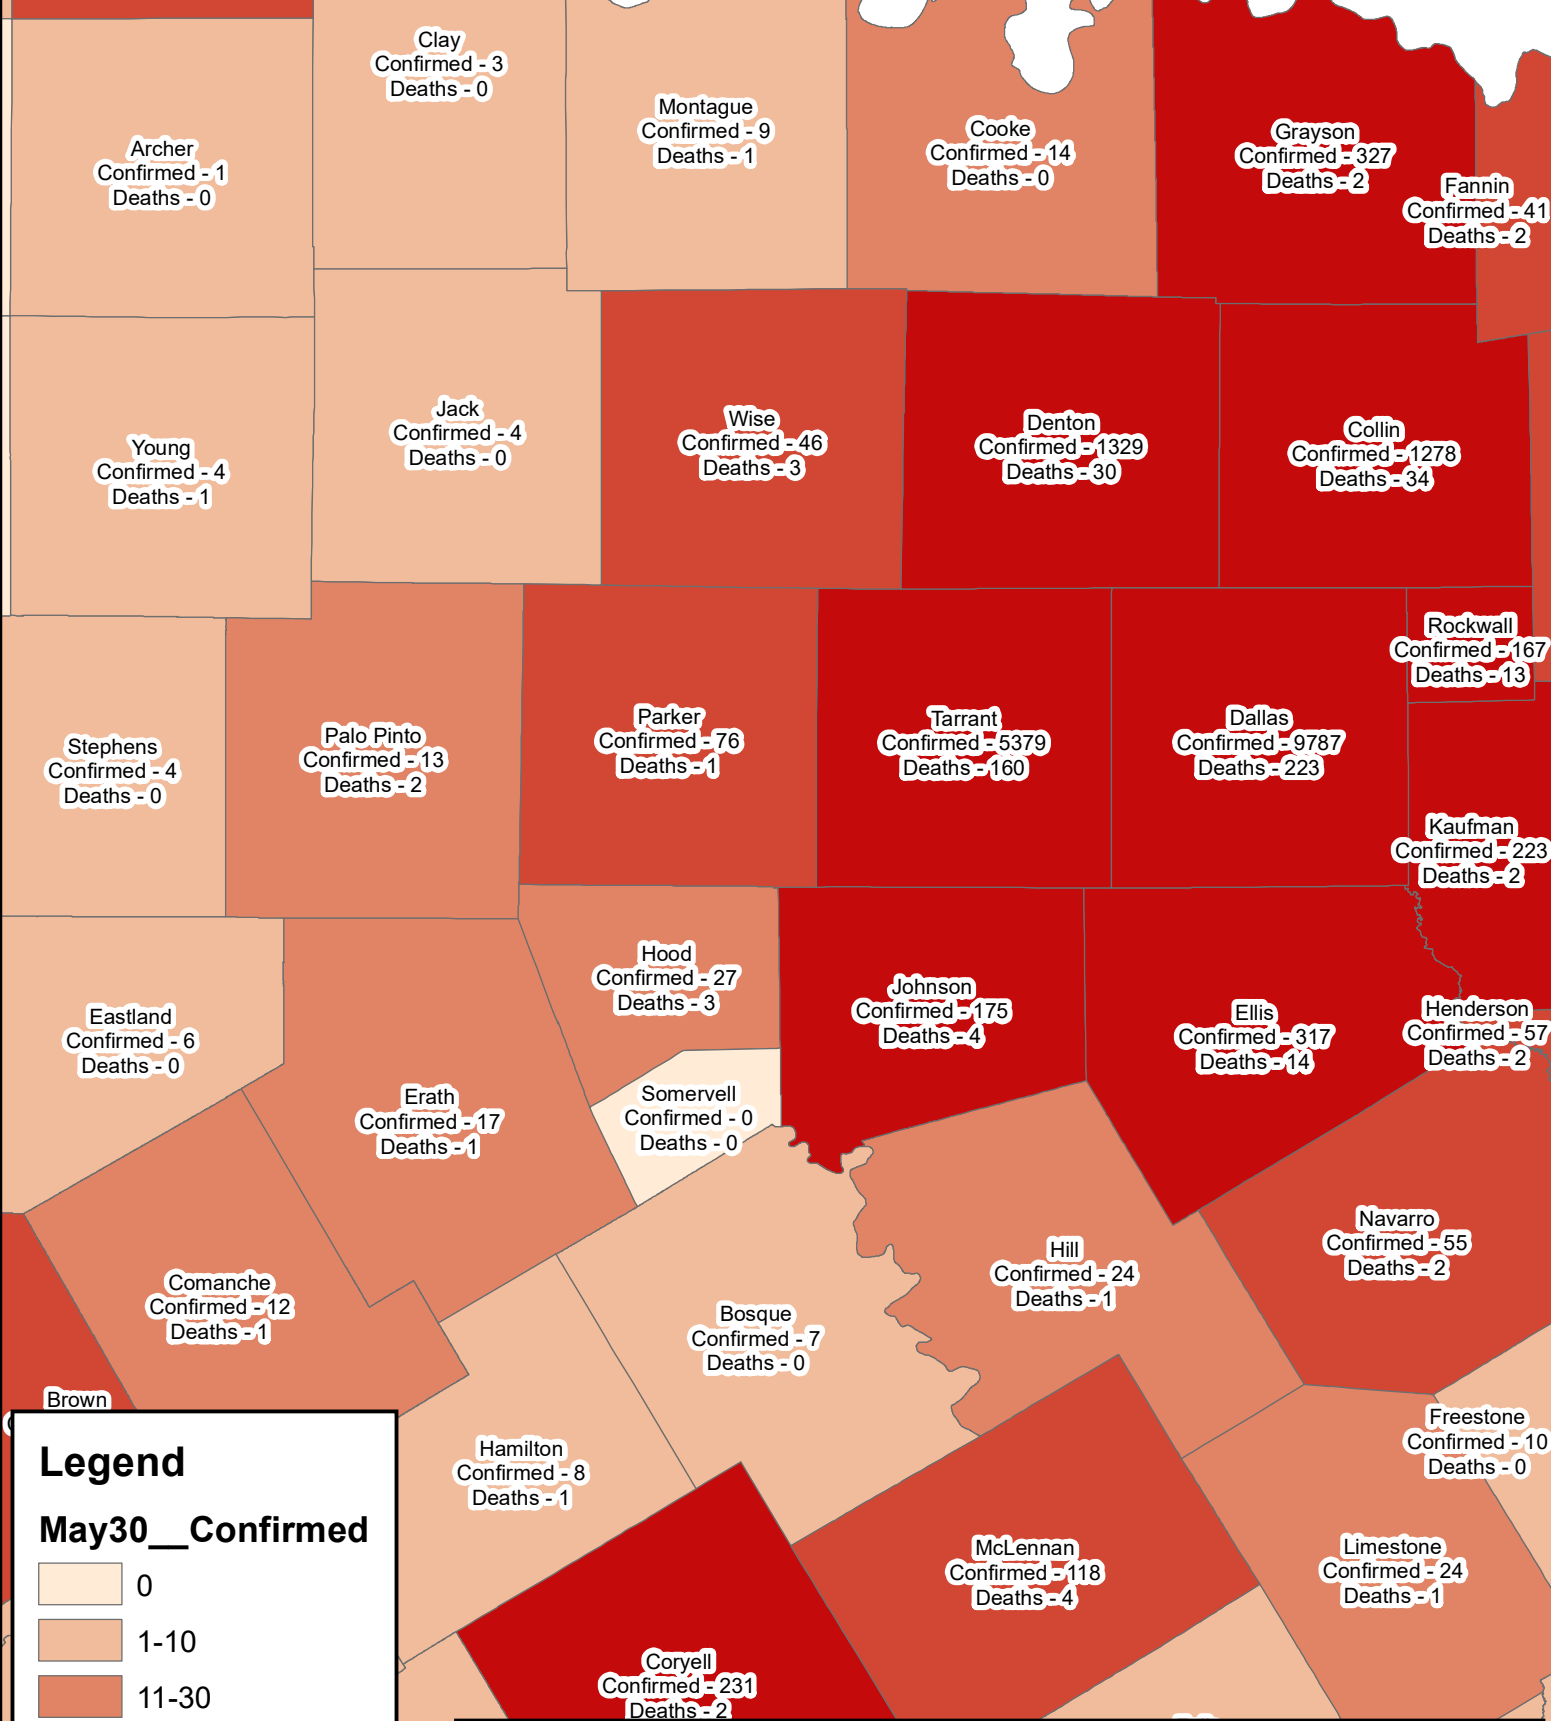 Clay
Confirmed - 3
Deaths - 0
Montague
Confirmed - 9
Deaths - 1
Cooke
Confirmed - 14
Deaths - 0
Grayson
Confirmed - 327
Deaths - 2
Archer
Confirmed - 1
Deaths - 0
Fannin
Confirmed - 41
Deaths - 2
Jack
Confirmed - 4
Deaths - 0
Wise
Confirmed - 46
Deaths - 3
Denton
Confirmed - 1329
Deaths - 30
Collin
Confirmed - 1278
Deaths - 34
Young
Confirmed - 4
Deaths - 1
Rockwall
Confirmed - 167
Deaths - 13
Stephens
Confirmed - 4
Deaths - 0
Palo Pinto
Confirmed - 13
Deaths - 2
Parker
Confirmed - 76
Deaths - 1
Tarrant
Confirmed - 5379
Deaths - 160
Dallas
Confirmed - 9787
Deaths - 223
Kaufman
Confirmed - 223
Deaths - 2
Hood
Confirmed - 27
Deaths - 3
Johnson
Confirmed - 175
Deaths - 4
Ellis
Confirmed - 317
Deaths - 14
Henderson
Confirmed - 57
Deaths - 2
Eastland
Confirmed - 6
Deaths - 0
Erath
Confirmed - 17
Deaths - 1
Somervell
Confirmed - 0
Deaths - 0
Navarro
Confirmed - 55
Deaths - 2
Hill
Confirmed - 24
Deaths - 1
Comanche
Confirmed - 12
Deaths - 1
Bosque
Confirmed - 7
Deaths - 0
Brown
Freestone
Confirmed - 10
Deaths - 0
Hamilton
Confirmed - 8
Deaths - 1
McLennan
Confirmed - 118
Deaths - 4
Limestone
Confirmed - 24
Deaths - 1
Coryell
Confirmed - 231
Deaths - 2
Legend
May30__Confirmed
0
1-10
11-30